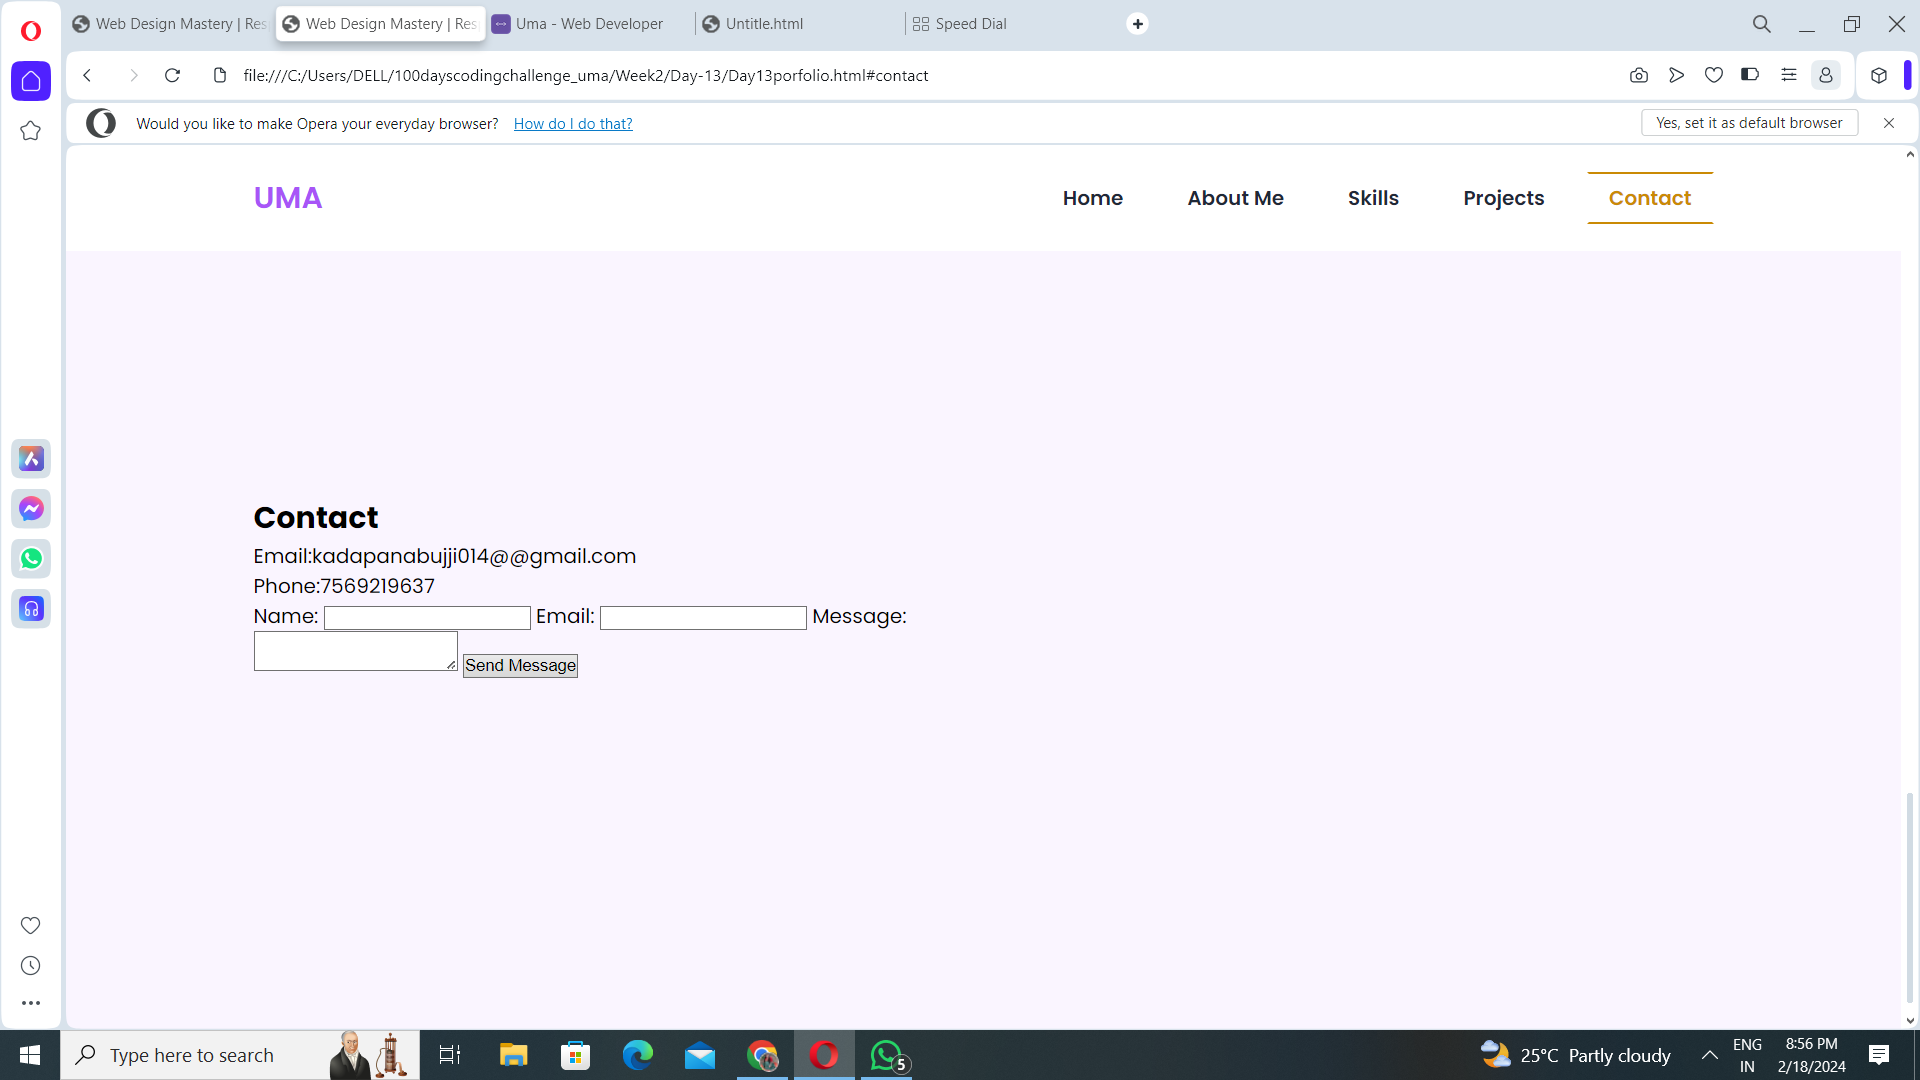 Web Design Mastery | Res
Web Design Mastery | Res
Uma - Web Developer
Untitle.html
Speed Dial
file:///C:/Users/DELL/100dayscodingchallenge_uma/Week2/Day-13/Day13porfolio.html#contact
Would you like to make Opera your everyday browser? How do I do that?
Yes, set it as default browser
UMA
Home
About Me
Skills
Projects
Contact
Contact
Email:kadapanabujji014@@gmail.com
Phone:7569219637
Name: Email: Message:
Send Message
Type here to search
5
25°C Partly cloudy
ENG
IN
8:56 PM
2/18/2024